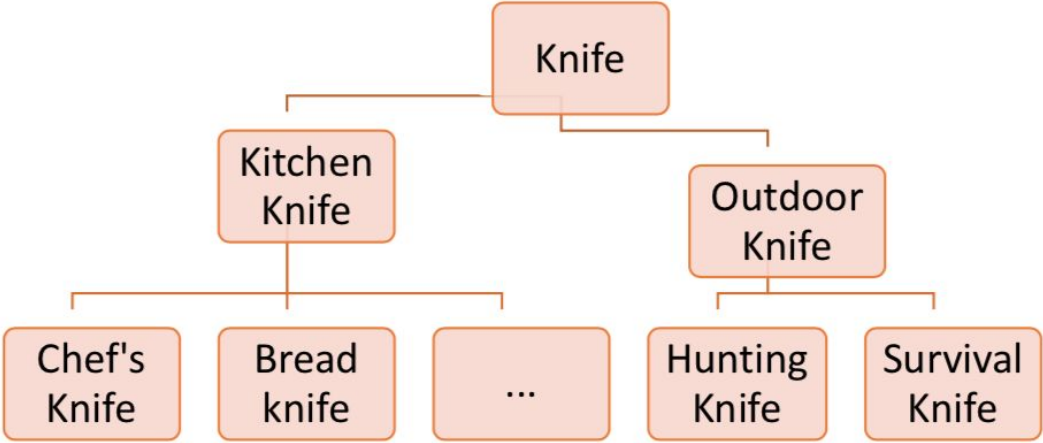 Knife
Kitchen
Knife
Outdoor
Knife
Chef's
Knife
Bread
knife
...
Hunting
Knife
Survival
Knife